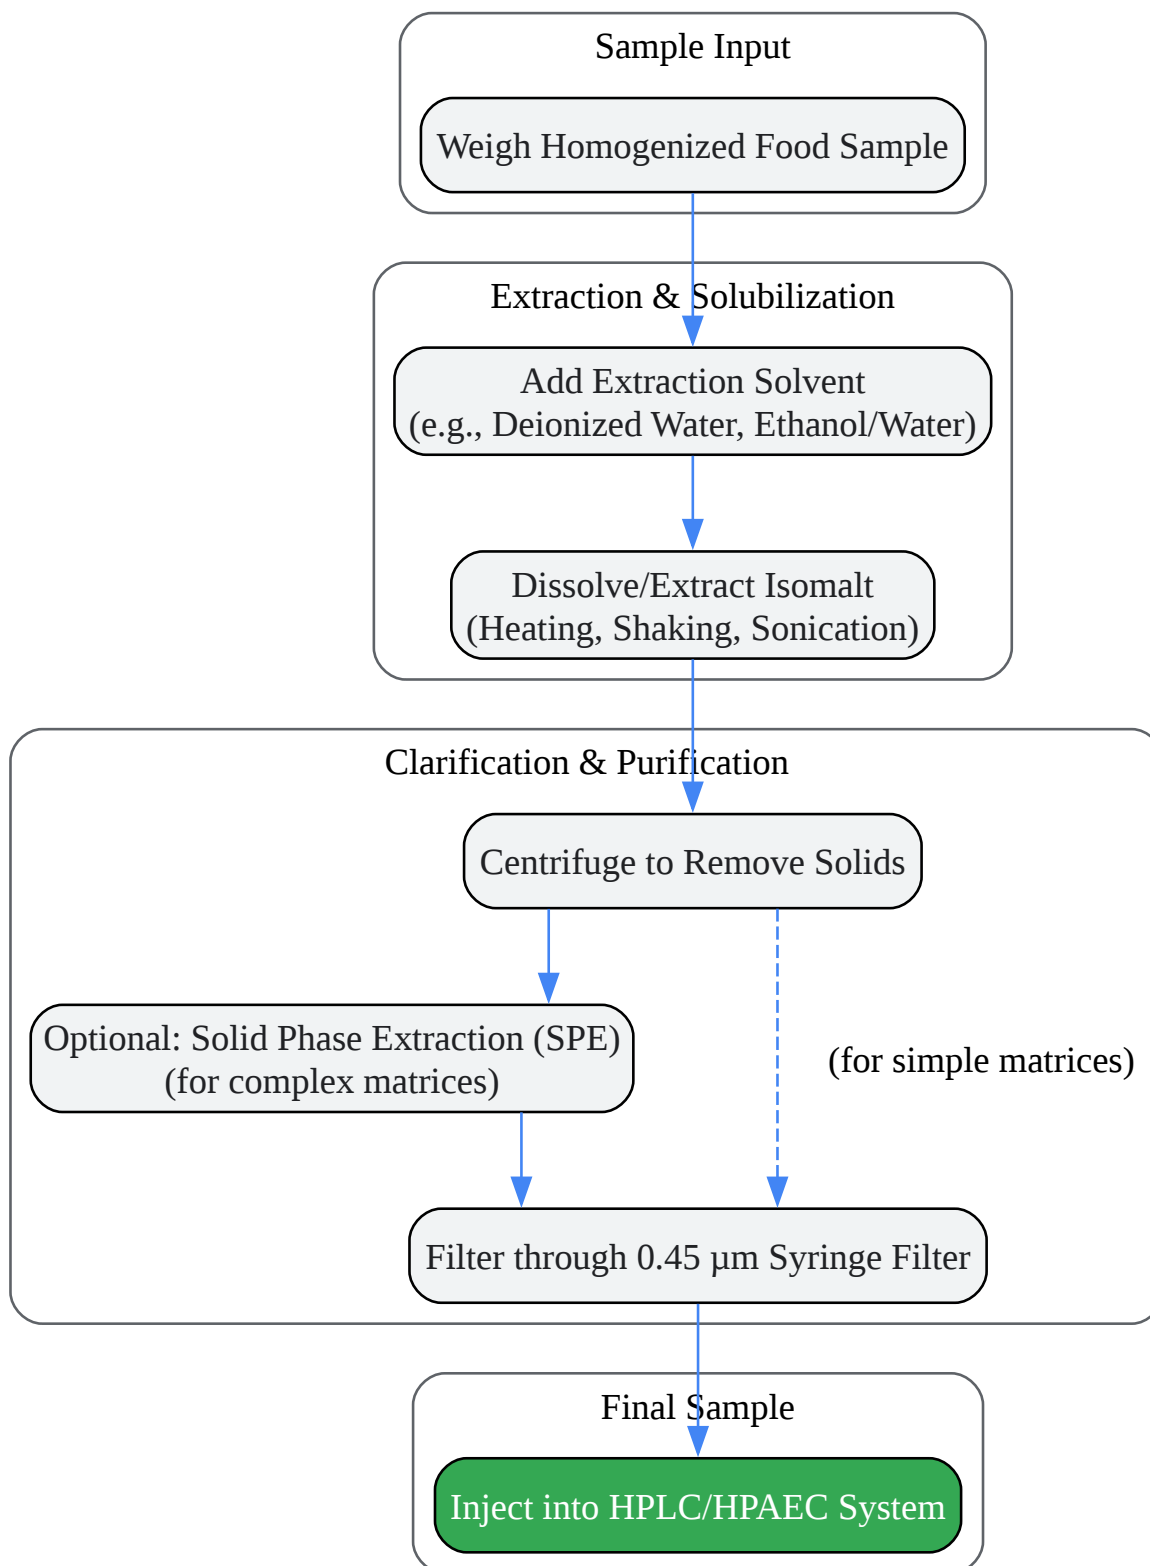 Sample Input
Weigh Homogenized Food Sample
Extraction & Solubilization
Add Extraction Solvent
(e.g., Deionized Water, Ethanol/Water)
Dissolve/Extract Isomalt
(Heating, Shaking, Sonication)
Clarification & Purification
Centrifuge to Remove Solids
Optional: Solid Phase Extraction (SPE)
(for complex matrices)
(for simple matrices)
Filter through 0.45 µm Syringe Filter
Final Sample
Inject into HPLC/HPAEC System